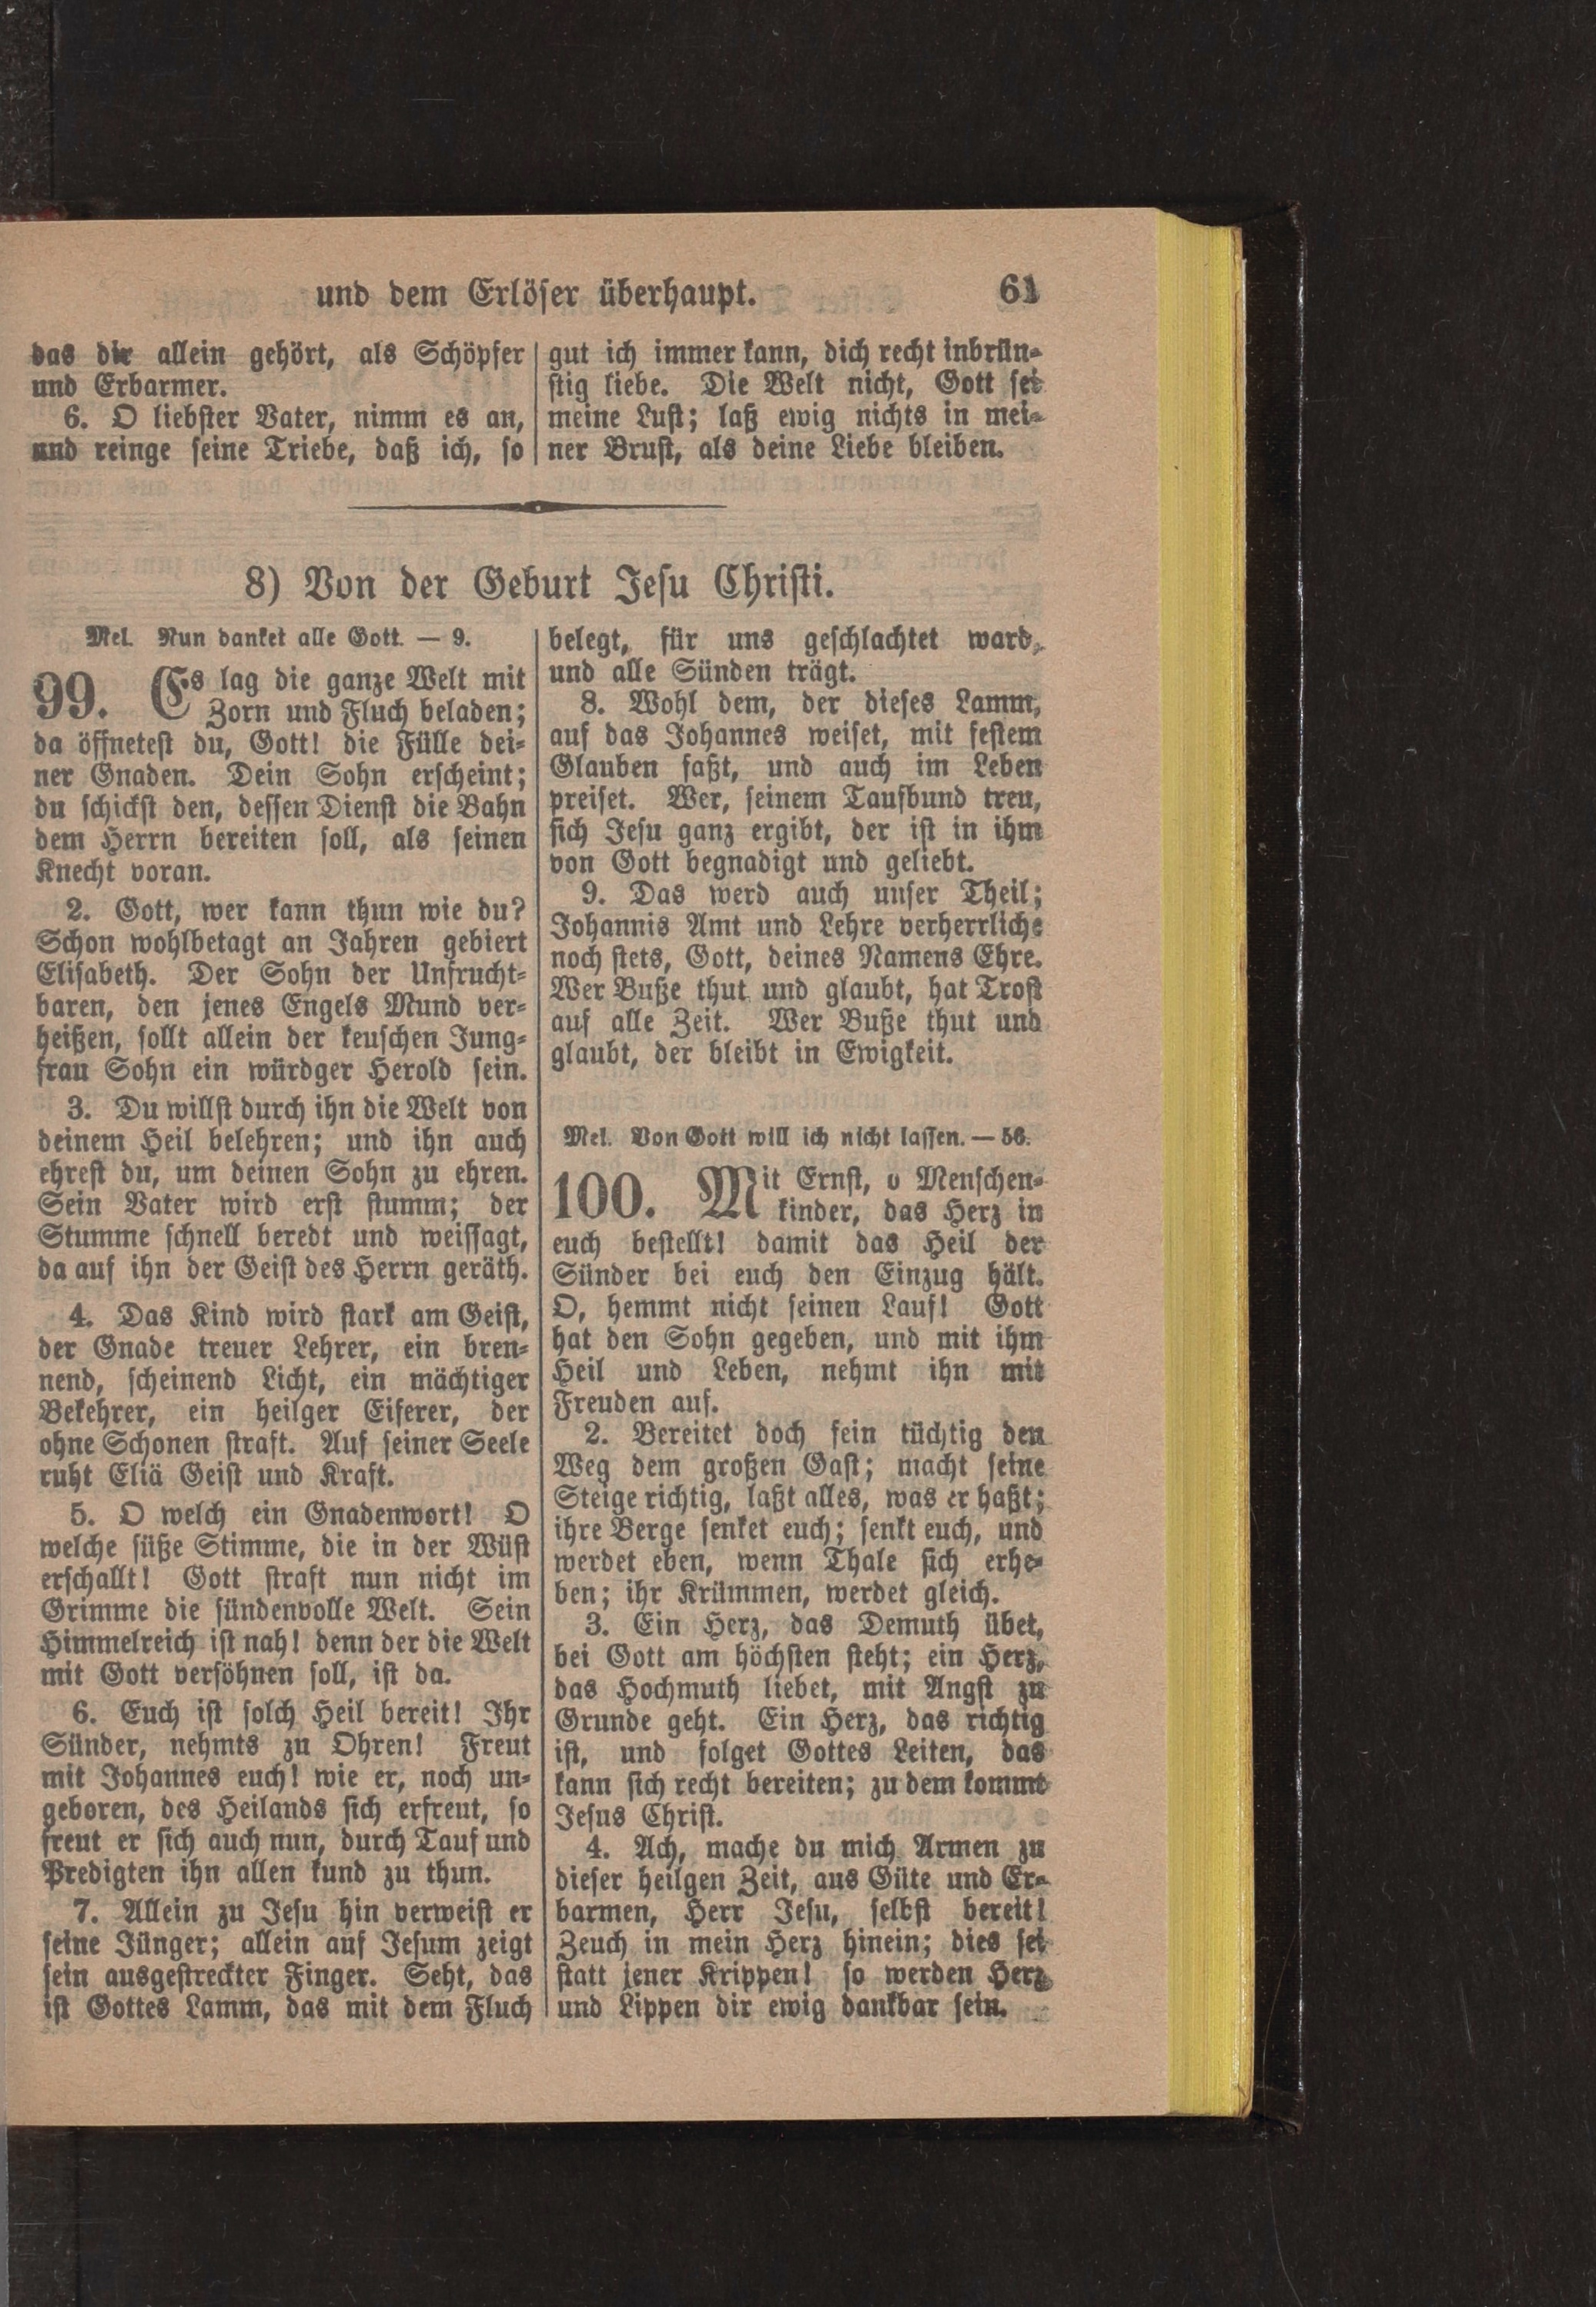 und dem Erlöser überhaupt. 61
das dir allein gehört, als Schöpfer
und Erbarmer.
6. O liebster Vater, nimm es an,
und reinge seine Triebe, daß ich, so
gut ich immer kann, dich recht inbrün-
stig liebe. Die Welt nicht, Gott sei
meine Lust; laß ewig nichts in mei-
ner Brust, als deine Liebe bleiben.
8) Von der Geburt Jesu Christi.
Mel. Nun danket alle Gott. — 9.
99. Es lag die ganze Welt mit
Zorn und Fluch beladen;
da öffnetest du, Gott! die Fülle dei-
ner Gnaden. Dein Sohn erscheint;
du schickst den, dessen Dienst die Bahn
dem Herrn bereiten soll, als seinen
Knecht voran.
2. Gott, wer kann thun wie du?
Schon wohlbetagt an Jahren gebiert
Elisabeth. Der Sohn der Unfrucht-
baren, den jenes Engels Mund ver-
heißen, sollt allein der keuschen Jung-
frau Sohn ein würdger Herold sein.
3. Du willst durch ihn die Welt von
deinem Heil belehren; und ihn auch
ehrest du, um deinen Sohn zu ehren.
Sein Vater wird erst stumm; der
Stumme schnell beredt und weissagt,
da auf ihn der Geist des Herrn geräth.
4. Das Kind wird stark am Geist,
der Gnade treuer Lehrer, ein bren-
nend, scheinend Licht, ein mächtiger
Bekehrer, ein heilger Eiferer, der
ohne Schonen straft. Auf seiner Seele
ruht Eliä Geist und Kraft.
5. O welch ein Gnadenwort! O
welche süße Stimme, die in der Wüst
erschallt! Gott straft nun nicht im
Grimme die sündenvolle Welt. Sein
Himmelreich ist nah! denn der die Welt
mit Gott versöhnen soll, ist da.
6. Euch ist solch Heil bereit! Ihr
Sünder, nehmts zu Ohren! Freut
mit Johannes euch! wie er, noch un-
geboren, des Heilands sich erfreut, so
freut er sich auch nun, durch Tauf und
Predigten ihn allen kund zu thun.
7. Allein zu Jesu hin verweist er
seine Jünger; allein auf Jesum zeigt
sein ausgestreckter Finger. Seht, das
ist Gottes Lamm, das mit dem Fluch
belegt, für uns geschlachtet ward,
und alle Sünden trägt.
8. Wohl dem, der dieses Lamm,
auf das Johannes weiset, mit festem
Glauben faßt, und auch im Leben
preiset. Wer, seinem Taufbund treu,
sich Jesu ganz ergibt, der ist in ihm
von Gott begnadigt und geliebt.
9. Das werd auch unser Theil;
Johannis Amt und Lehre verherrliche
noch stets, Gott, deines Namens Ehre.
Wer Buße thut und glaubt, hat Trost
auf alle Zeit. Wer Buße thut und
glaubt, der bleibt in Ewigkeit.
Mel. Von Gott will ich nicht lassen. — 56.
100. Mit Ernst, o Menschen-
kinder, das Herz in
euch bestellt! damit das Heil der
Sünder bei euch den Einzug hält.
O, hemmt nicht seinen Lauf! Gott
hat den Sohn gegeben, und mit ihm
Heil und Leben, nehmt ihn mit
Freuden auf.
2. Bereitet doch fein tüchtig den
Weg dem großen Gast; macht seine
Steige richtig, laßt alles, was er haßt;
ihre Berge senket euch; senkt euch, und
werdet eben, wenn Thale sich erhe-
ben; ihr Krümmen, werdet gleich.
3. Ein Herz, das Demuth übet,
bei Gott am höchsten steht; ein Herz,
das Hochmuth liebet, mit Angst zu
Grunde geht. Ein Herz, das richtig
ist, und folget Gottes Leiten, das
kann sich recht bereiten; zu dem kommt
Jesus Christ.
4. Ach, mache du mich Armen zu
dieser heilgen Zeit, aus Güte und Er-
barmen, Herr Jesu, selbst bereit!
Zeuch in mein Herz hinein; dies sei
statt jener Krippen! so werden Herz
und Lippen dir ewig dankbar sein.